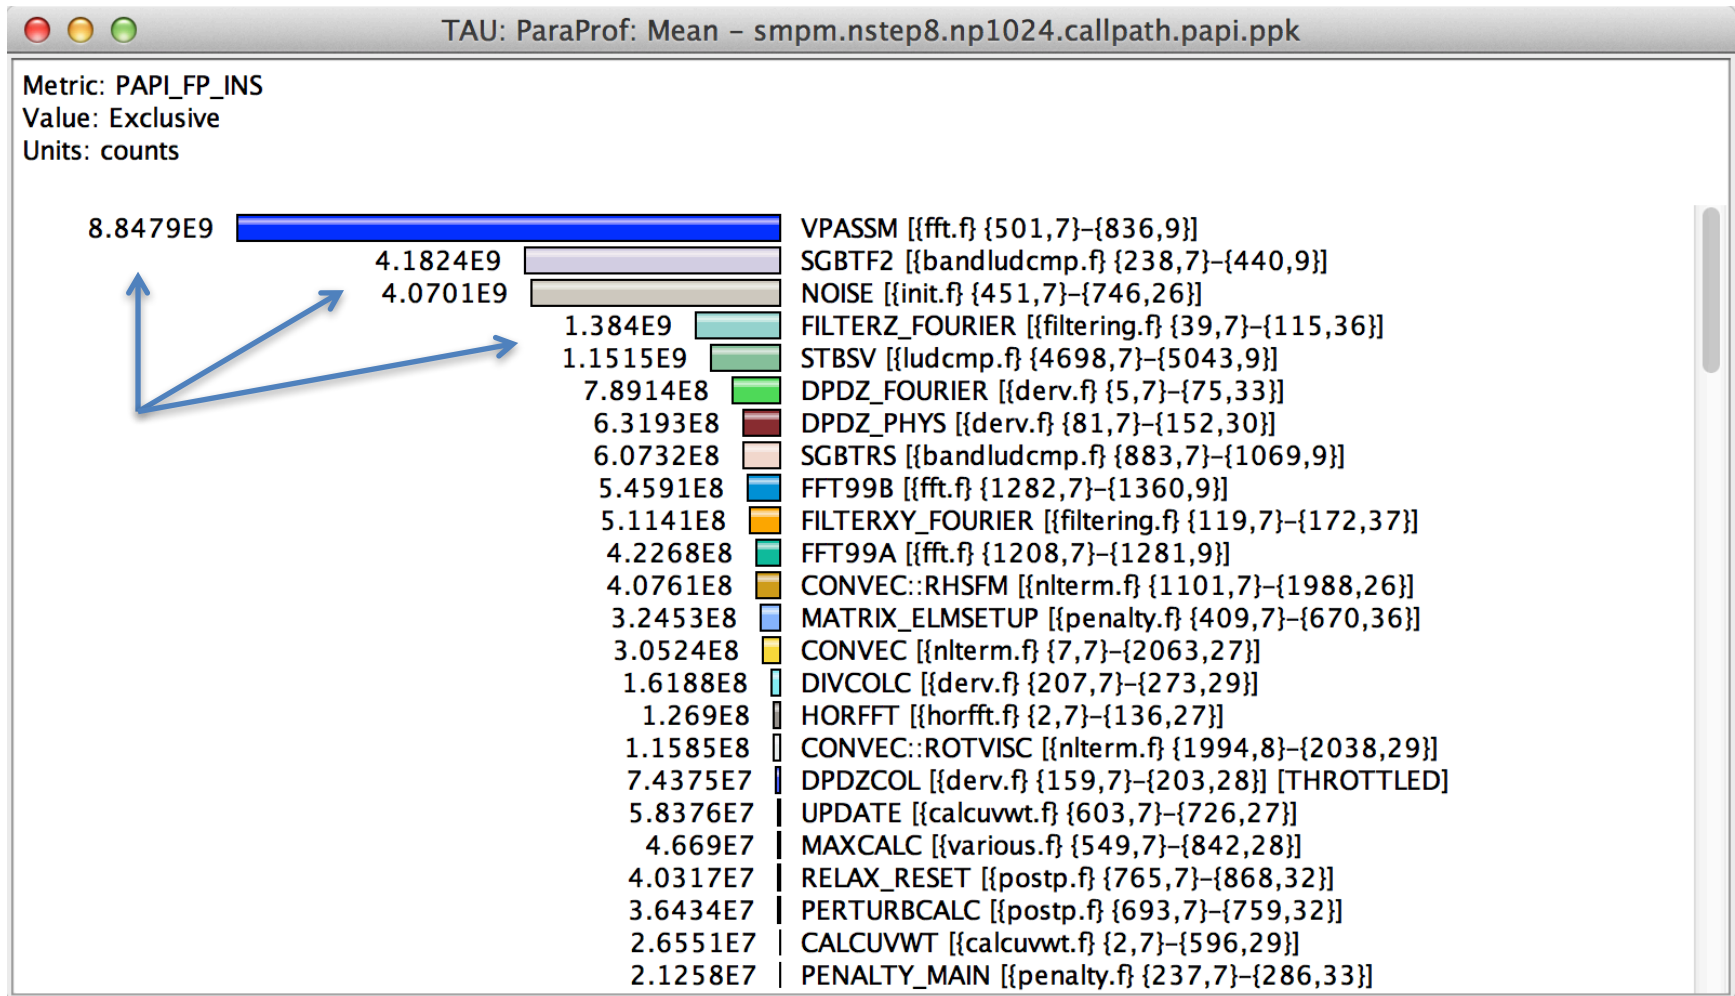 TAU: ParaProf: Mean – smpm.nstep8.np1024.callpath.papi.ppk
Metric: PAPI_FP_INS
Value: Exclusive
Units: counts
8.8479E9 VPASSM [{fft.f} {501,7}–{836,9}]
4.1824E9 SGBTF2 [{bandludcmp.f} {238,7}–{440,9}]
4.0701E9 NOISE [{init.f} {451,7}–{746,26}]
1.384E9 FILTERZ_FOURIER [{filtering.f} {39,7}–{115,36}]
1.1515E9 STBSV [{ludcmp.f} {4698,7}–{5043,9}]
7.8914E8 DPDZ_FOURIER [{derv.f} {5,7}–{75,33}]
6.3193E8 DPDZ_PHYS [{derv.f} {81,7}–{152,30}]
6.0732E8 SGBTRS [{bandludcmp.f} {883,7}–{1069,9}]
5.4591E8 FFT99B [{fft.f} {1282,7}–{1360,9}]
5.1141E8 FILTERXY_FOURIER [{filtering.f} {119,7}–{172,37}]
4.2268E8 FFT99A [{fft.f} {1208,7}–{1281,9}]
4.0761E8 CONVEC::RHSFM [{nlterm.f} {1101,7}–{1988,26}]
3.2453E8 MATRIX_ELMSETUP [{penalty.f} {409,7}–{670,36}]
3.0524E8 CONVEC [{nlterm.f} {7,7}–{2063,27}]
1.6188E8 DIVCOLC [{derv.f} {207,7}–{273,29}]
1.269E8 HORFFT [{horfft.f} {2,7}–{136,27}]
1.1585E8 CONVEC::ROTVISC [{nlterm.f} {1994,8}–{2038,29}]
7.4375E7 DPDZCOL [{derv.f} {159,7}–{203,28}] [THROTTLED]
5.8376E7 UPDATE [{calcuvwt.f} {603,7}–{726,27}]
4.669E7 MAXCALC [{various.f} {549,7}–{842,28}]
4.0317E7 RELAX_RESET [{postp.f} {765,7}–{868,32}]
3.6434E7 PERTURBCALC [{postp.f} {693,7}–{759,32}]
2.6551E7 CALCUVWT [{calcuvwt.f} {2,7}–{596,29}]
2.1258E7 PENALTY_MAIN [{penalty.f} {237,7}–{286,33}]